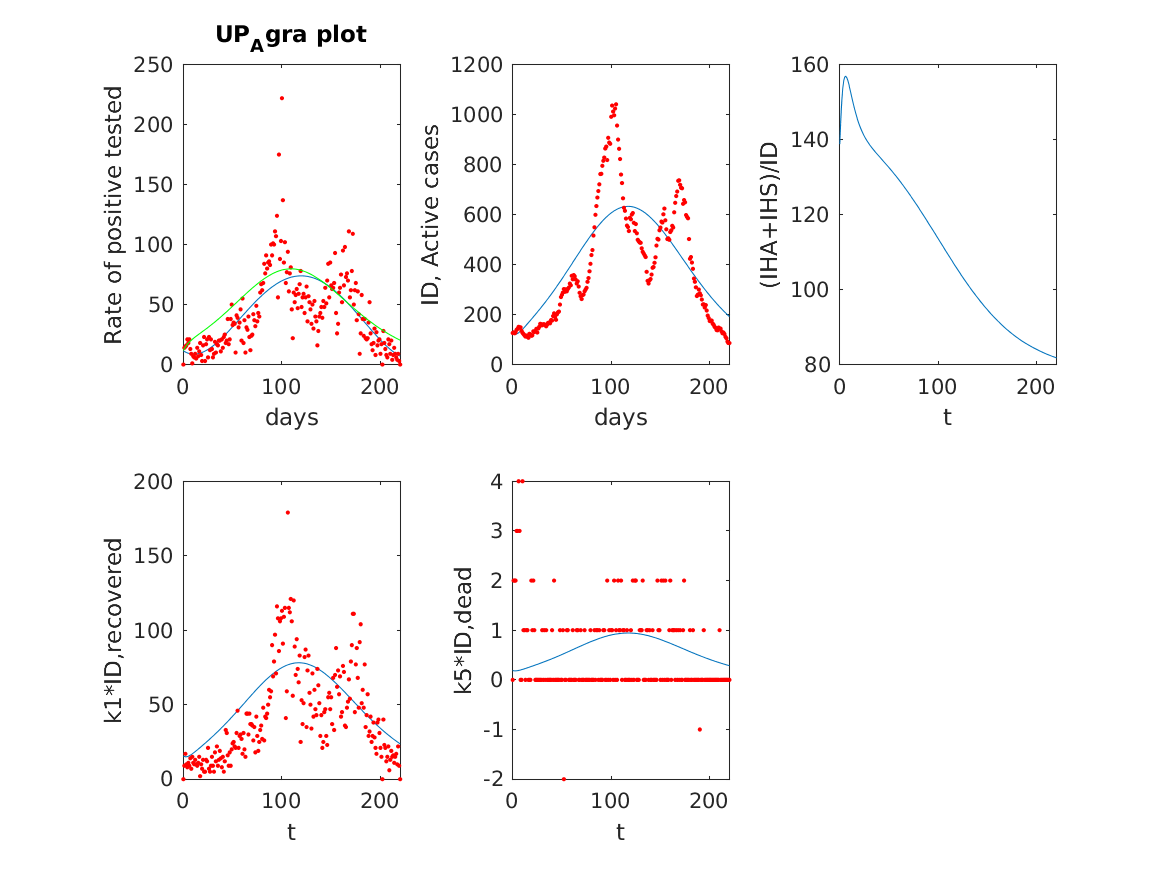 UP_Agra plot
250
200
150
100
50
0
Rate of positive tested
0 100 200
days
1200
1000
800
600
400
200
0
ID, Active cases
0 100 200
days
160
140
120
100
80
(IHA+IHS)/ID
0 100 200
t
200
150
100
50
0
k1*ID,recovered
0 100 200
t
4
3
2
1
0
-1
-2
k5*ID,dead
0 100 200
t